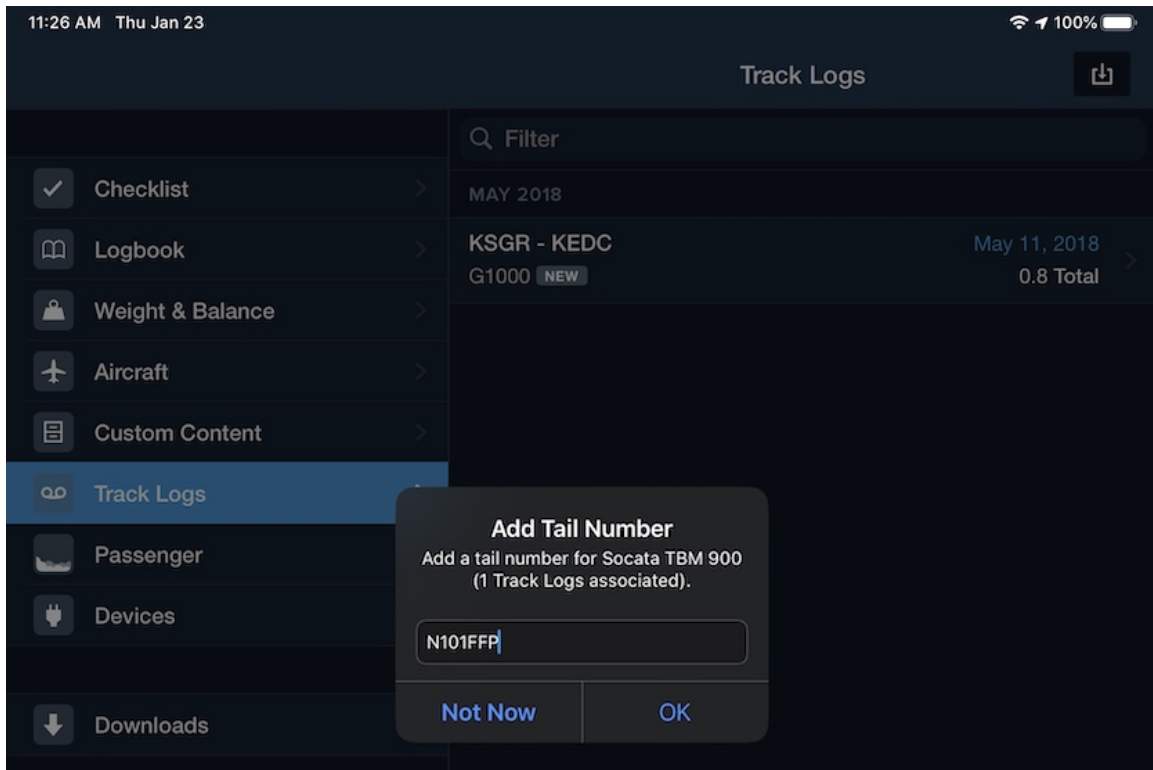 11:26 AM Thu Jan 23
100%
Track Logs
Filter
Checklist
MAY 2018
Logbook
KSGR - KEDC
May 11, 2018
G1000 NEW
0.8 Total
Weight & Balance
Aircraft
Custom Content
Track Logs
Passenger
Devices
Downloads
Add Tail Number
Add a tail number for Socata TBM 900
(1 Track Logs associated).
N101FFP
Not Now
OK